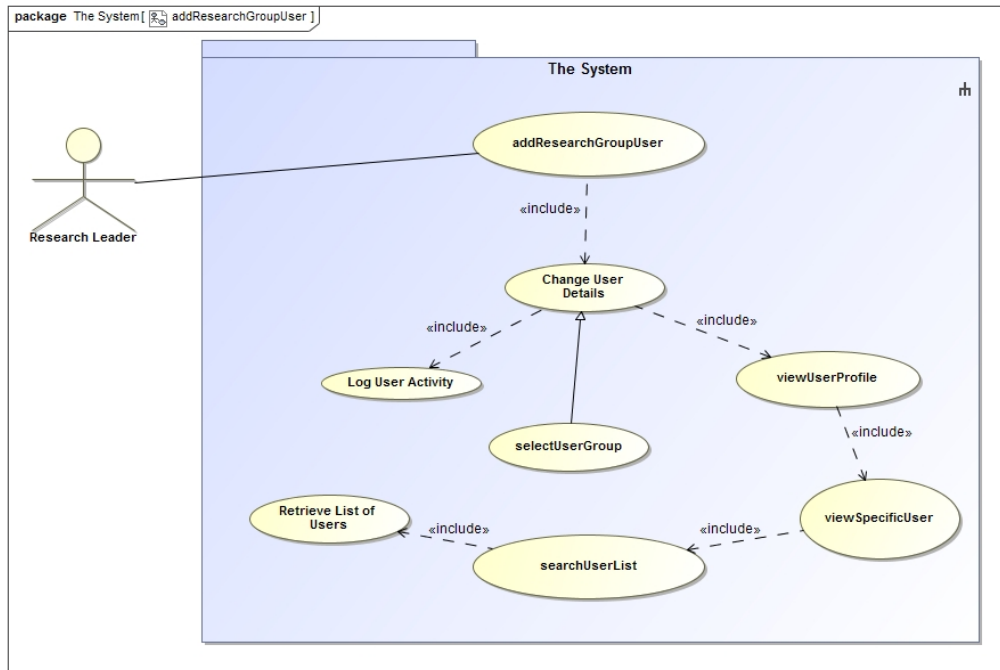 package The System[ addResearchGroupUser ]
The System
addResearchGroupUser
«include»
Research Leader
Change User
Details
«include»
«include»
Log User Activity
viewUserProfile
«include»
selectUserGroup
Retrieve List of
Users
viewSpecificUser
«include»
«include»
searchUserList